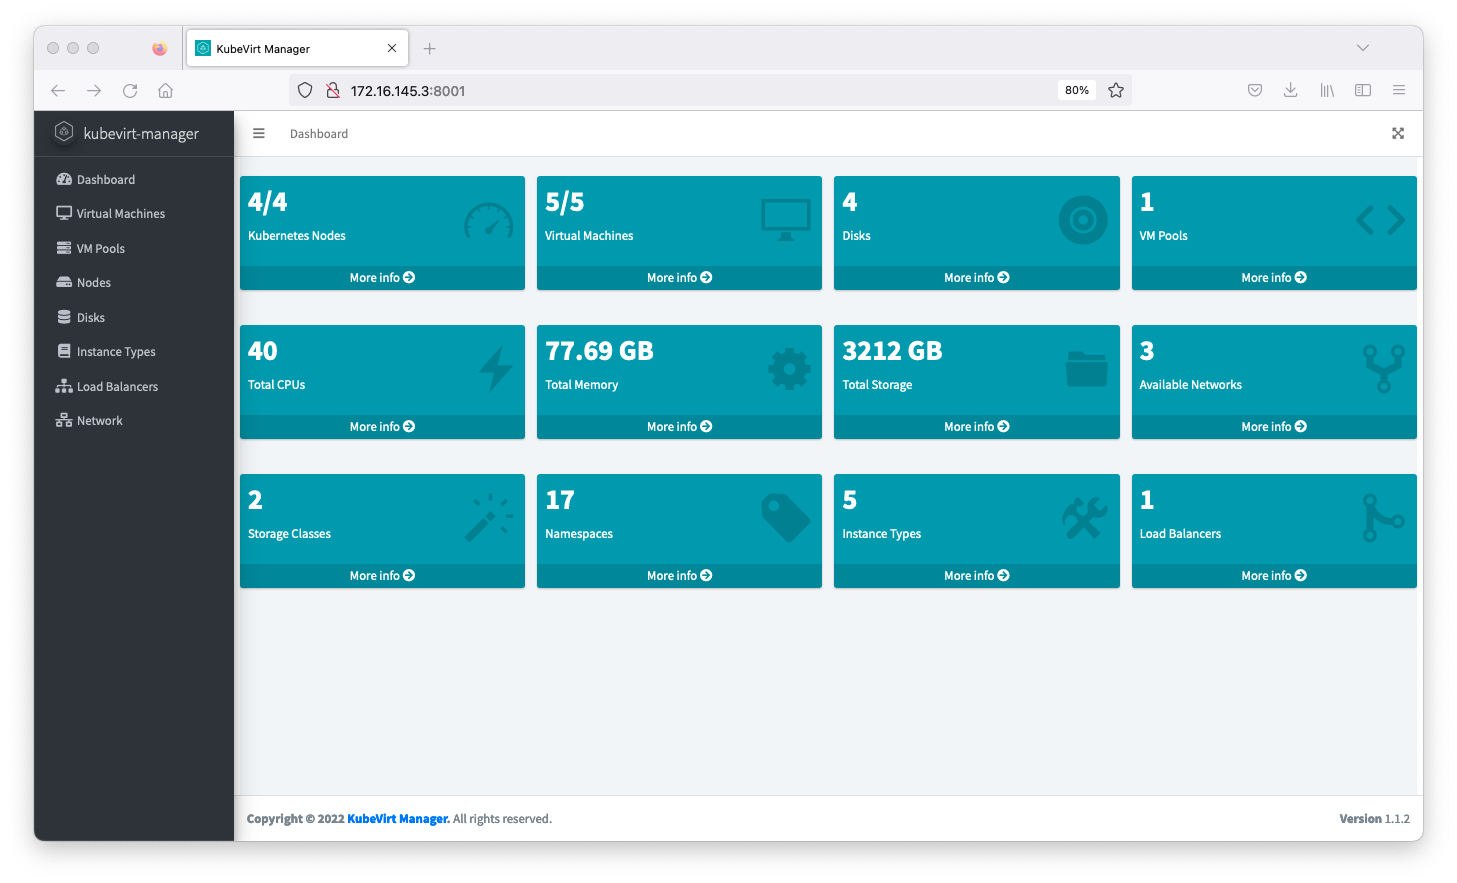 KubeVirt Manager
172.16.145.3:8001
80%
kubevirt-manager
Dashboard
Dashboard
Virtual Machines
VM Pools
Nodes
Disks
Instance Types
Load Balancers
Network
4/4
Kubernetes Nodes
More info
5/5
Virtual Machines
More info
4
Disks
More info
1
VM Pools
More info
40
Total CPUs
More info
77.69 GB
Total Memory
More info
3212 GB
Total Storage
More info
3
Available Networks
More info
2
Storage Classes
More info
17
Namespaces
More info
5
Instance Types
More info
1
Load Balancers
More info
Copyright © 2022 KubeVirt Manager. All rights reserved.
Version 1.1.2